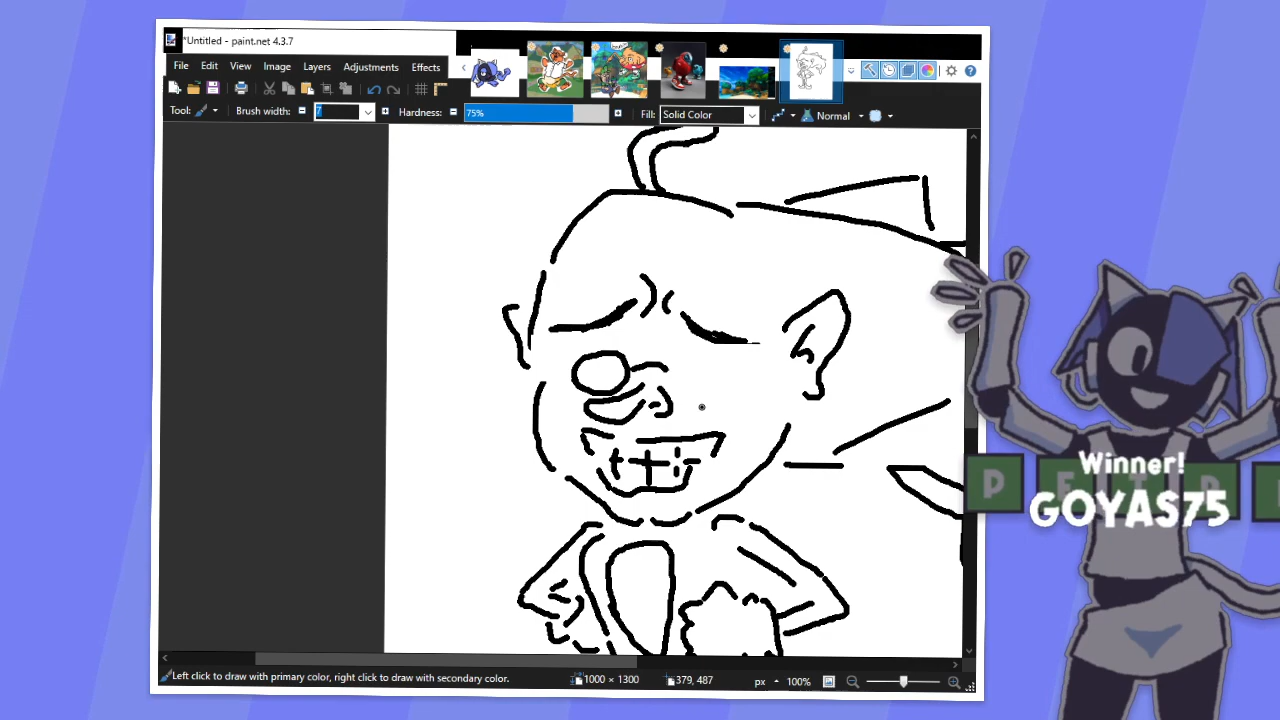 *Untitled - paint.net 4.3.7
File Edit View Image Layers Adjustments Effects
Tool: Brush width: 7 Hardness: 75% Fill: Solid Color Normal
Winner!
GOYAS75
P E
Left click to draw with primary color, right click to draw with secondary color. 1000 × 1300 379, 487 px 100%